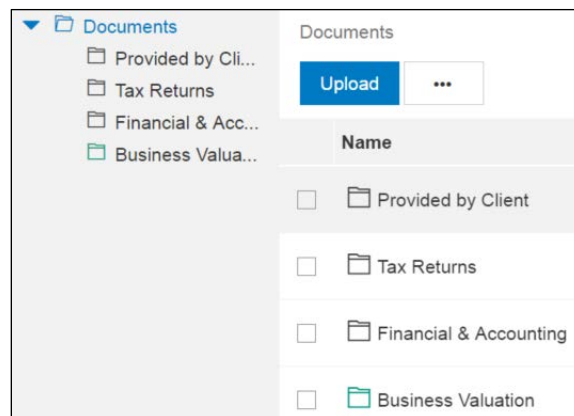 Documents
Provided by Cli...
Tax Returns
Financial & Acc...
Business Valua...
Documents
Upload
•••
Name
Provided by Client
Tax Returns
Financial & Accounting
Business Valuation